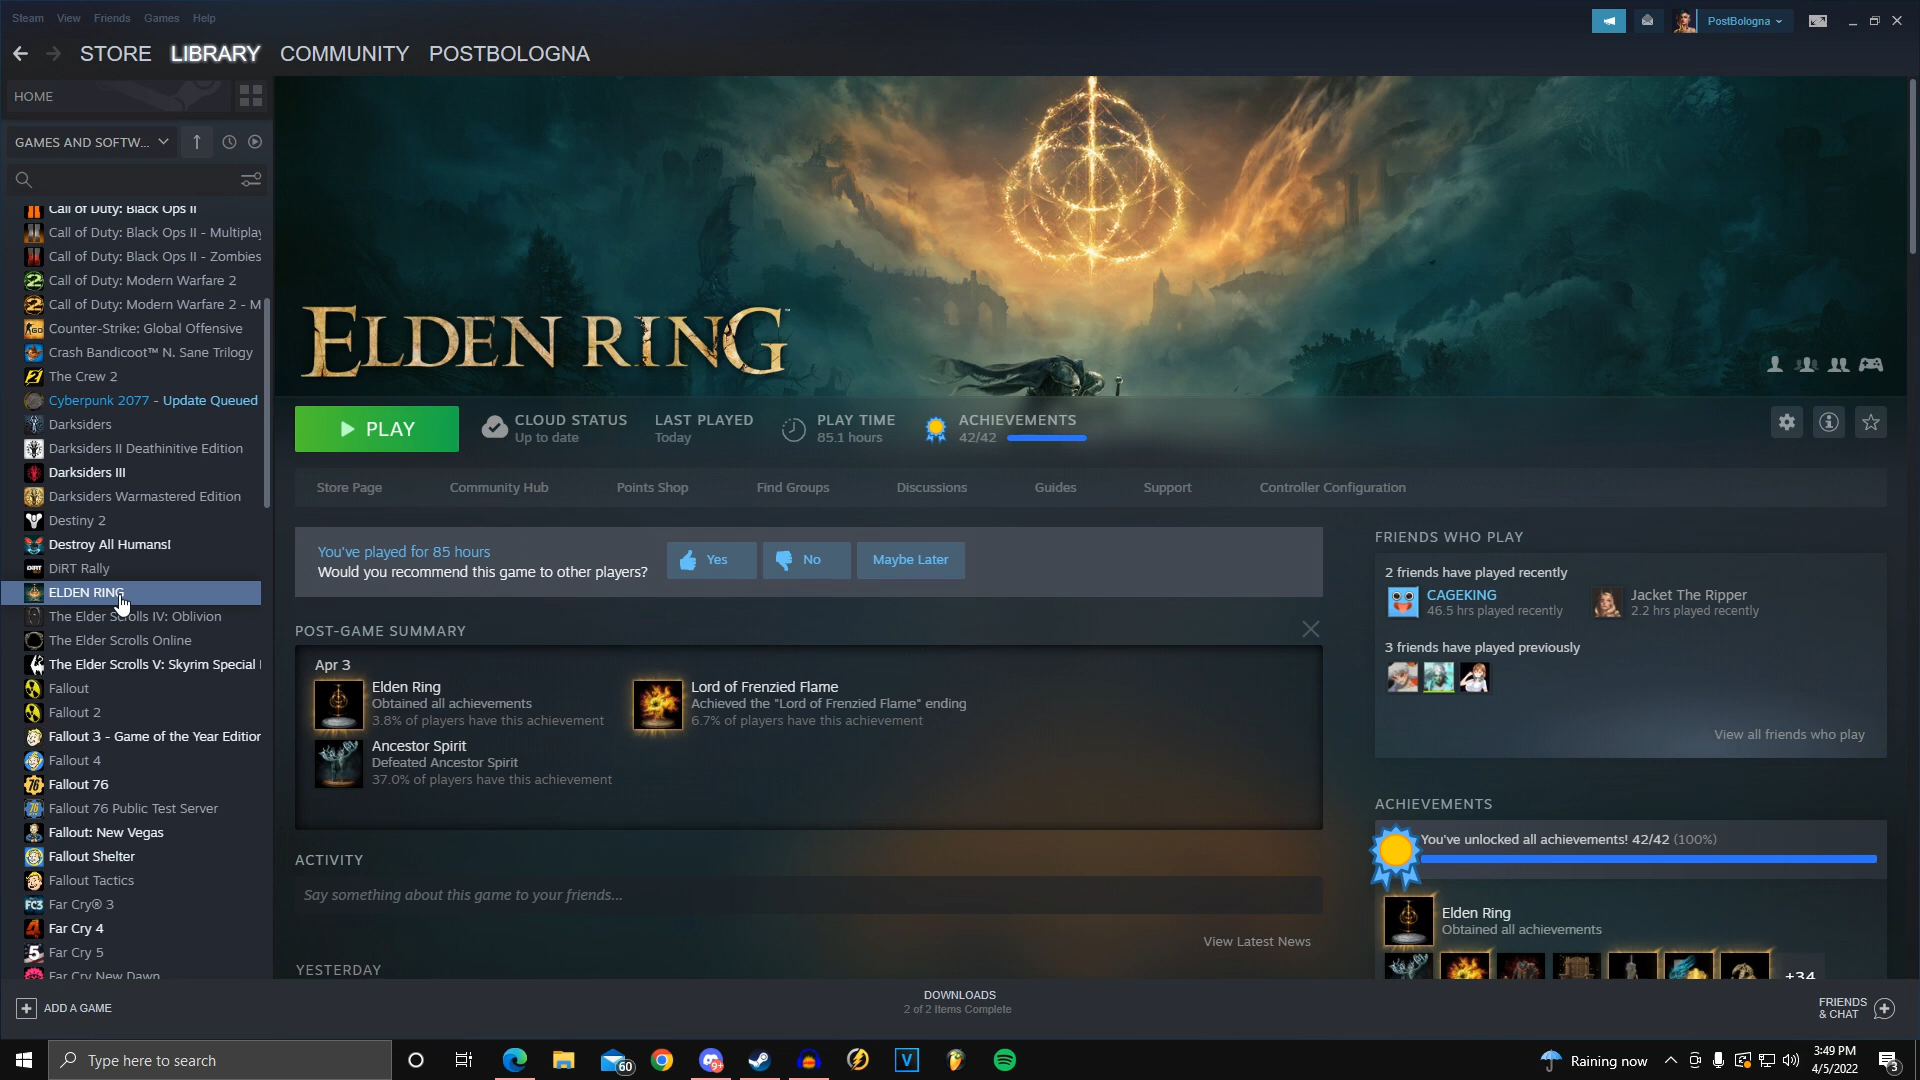 Steam View Friends Games Help
PostBologna
STORE LIBRARY COMMUNITY POSTBOLOGNA
HOME
GAMES AND SOFTW...
Call of Duty: Black Ops II
Call of Duty: Black Ops II - Multiplay
Call of Duty: Black Ops II - Zombies
Call of Duty: Modern Warfare 2
Call of Duty: Modern Warfare 2 - M
Counter-Strike: Global Offensive
Crash Bandicoot™ N. Sane Trilogy
The Crew 2
Cyberpunk 2077 - Update Queued
Darksiders
Darksiders II Deathinitive Edition
Darksiders III
Darksiders Warmastered Edition
Destiny 2
Destroy All Humans!
DiRT Rally
ELDEN RING
The Elder Scrolls IV: Oblivion
The Elder Scrolls Online
The Elder Scrolls V: Skyrim Special
Fallout
Fallout 2
Fallout 3 - Game of the Year Edition
Fallout 4
Fallout 76
Fallout 76 Public Test Server
Fallout: New Vegas
Fallout Shelter
Fallout Tactics
Far Cry® 3
Far Cry 4
Far Cry 5
Far Cry New Dawn
ADD A GAME
ELDEN RING™
PLAY
CLOUD STATUS
Up to date
LAST PLAYED
Today
PLAY TIME
85.1 hours
ACHIEVEMENTS
42/42
Store Page Community Hub Points Shop Find Groups Discussions Guides Support Controller Configuration
You've played for 85 hours
Would you recommend this game to other players?
Yes No Maybe Later
POST-GAME SUMMARY
Apr 3
Elden Ring
Obtained all achievements
3.8% of players have this achievement
Lord of Frenzied Flame
Achieved the "Lord of Frenzied Flame" ending
6.7% of players have this achievement
Ancestor Spirit
Defeated Ancestor Spirit
37.0% of players have this achievement
ACTIVITY
Say something about this game to your friends...
View Latest News
YESTERDAY
FRIENDS WHO PLAY
2 friends have played recently
CAGEKING
46.5 hrs played recently
Jacket The Ripper
2.2 hrs played recently
3 friends have played previously
View all friends who play
ACHIEVEMENTS
You've unlocked all achievements! 42/42 (100%)
Elden Ring
Obtained all achievements
+34
DOWNLOADS
2 of 2 Items Complete
FRIENDS
& CHAT
Type here to search
60
9+
V
Raining now
3:49 PM
4/5/2022
3